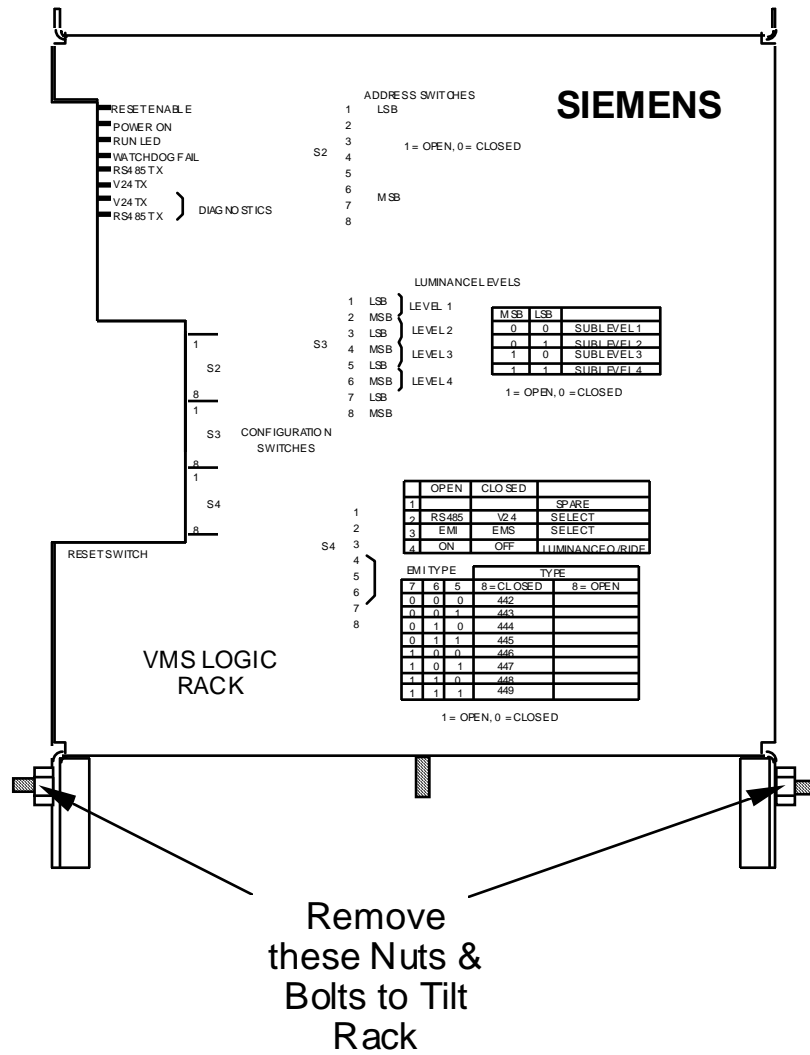 SIEMENS
RESET ENABLE
POWER ON
RUN LED
WATCHDOG FAIL
RS485 TX
V24 TX
V24 TX
RS485 TX
DIAGNOSTICS
ADDRESS SWITCHES
1 LSB
2
3
S2 4 1 = OPEN, 0 = CLOSED
5
6 MSB
7
8
LUMINANCE LEVELS
1 LSB LEVEL 1
2 MSB
3 LSB LEVEL 2
S3 4 MSB
5 LSB LEVEL 3
6 MSB LEVEL 4
7 LSB
8 MSB
MSB LSB
0 0 SUBLEVEL 1
0 1 SUBLEVEL 2
1 0 SUBLEVEL 3
1 1 SUBLEVEL 4
1 = OPEN, 0 = CLOSED
1
S2
8
1
S3
8
1
S4
8
CONFIGURATION
SWITCHES
RESET SWITCH
1
2
S4 3
4
5
6
7
8
OPEN CLOSED
1 SPARE
2 RS485 V24 SELECT
3 EMI EMS SELECT
4 ON OFF LUMINANCE O/RIDE
EMI TYPE TYPE
7 6 5 8 = CLOSED 8 = OPEN
0 0 0 442
0 0 1 443
0 1 0 444
0 1 1 445
1 0 0 446
1 0 1 447
1 1 0 448
1 1 1 449
1 = OPEN, 0 = CLOSED
VMS LOGIC
RACK
Remove
these Nuts &
Bolts to Tilt
Rack